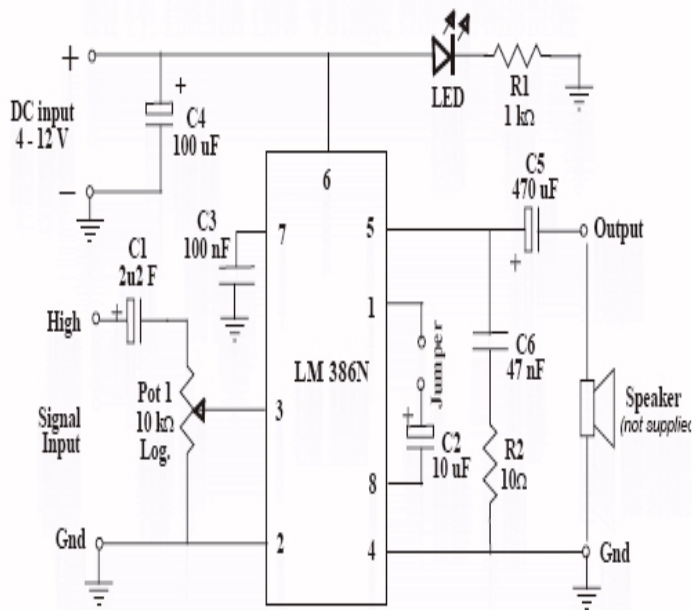 +
DC input
4 - 12 V
−
+
C4
100 uF
LED
R1
1 kΩ
6
C5
470 uF
+
Output
C3
100 nF
7
5
C1
2u2 F
+
High
1
Jumper
C6
47 nF
LM 386N
Pot 1
10 kΩ
Log.
Signal
Input
3
+
C2
10 uF
Speaker
(not supplied
8
R2
10Ω
Gnd
2
4
Gnd